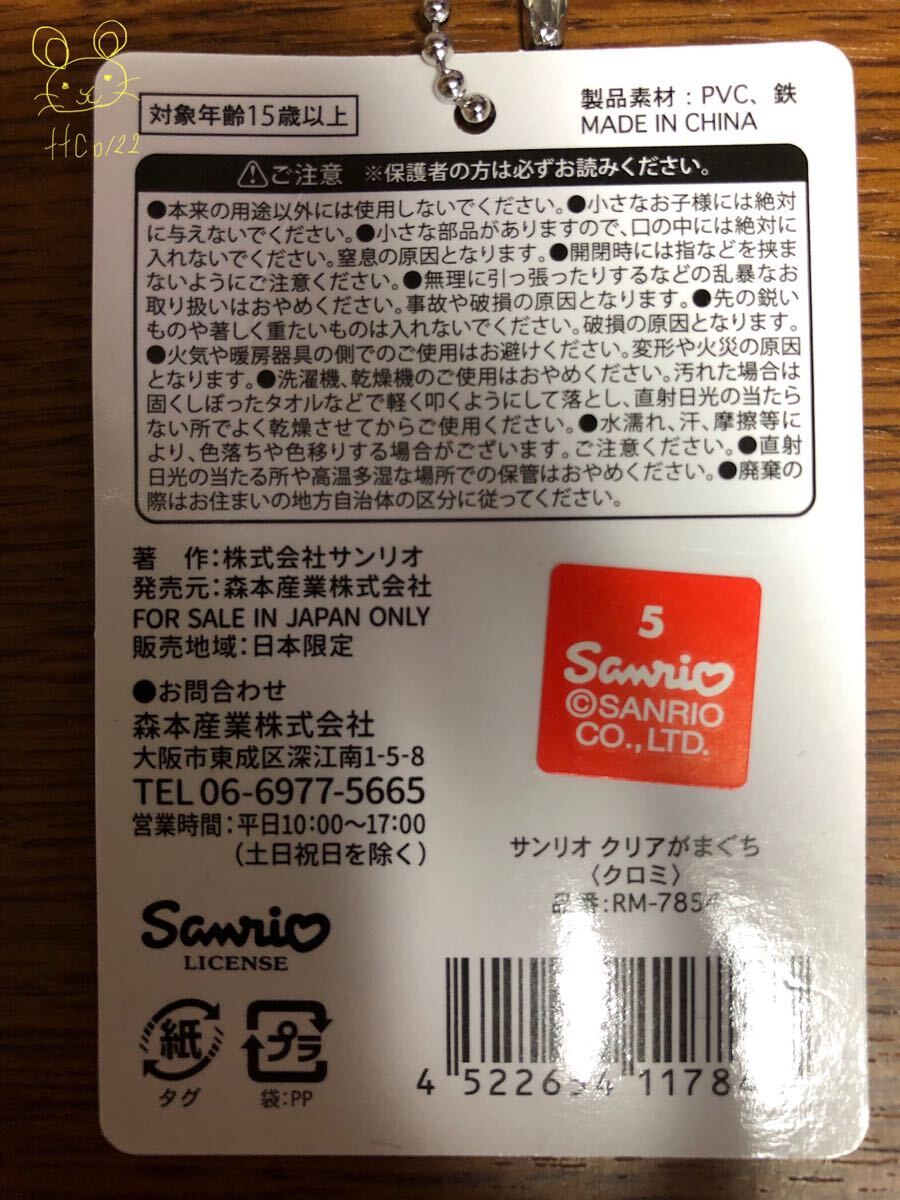 HCo122
対象年齢15歳以上
製品素材：PVC、鉄
MADE IN CHINA
ご注意 ※保護者の方は必ずお読みください。
●本来の用途以外には使用しないでください。●小さなお子様には絶対
に与えないでください。●小さな部品がありますので、口の中には絶対に
入れないでください。窒息の原因となります。●開閉時には指などを挟ま
ないようにご注意ください。●無理に引っ張ったりするなどの乱暴なお
取り扱いはおやめください。事故や破損の原因となります。●先の鋭い
ものや著しく重たいものは入れないでください。破損の原因となります。
●火気や暖房器具の側でのご使用はお避けください。変形や火災の原因
となります。●洗濯機、乾燥機のご使用はおやめください。汚れた場合は
固くしぼったタオルなどで軽く叩くようにして落とし、直射日光の当たら
ない所でよく乾燥させてからご使用ください。●水濡れ、汗、摩擦等に
より、色落ちや色移りする場合がございます。ご注意ください。●直射
日光の当たる所や高温多湿な場所での保管はおやめください。●廃棄の
際はお住まいの地方自治体の区分に従ってください。
著　作：株式会社サンリオ
発売元：森本産業株式会社
FOR SALE IN JAPAN ONLY
販売地域：日本限定
●お問合わせ
森本産業株式会社
大阪市東成区深江南1-5-8
TEL 06-6977-5665
営業時間：平日10:00〜17:00
（土日祝日を除く）
5
Sanrio
©SANRIO
CO., LTD.
サンリオ クリアがまぐち
〈クロミ〉
品番:RM-785
Sanrio
LICENSE
紙
タグ
プラ
袋：PP
4 522654 11784